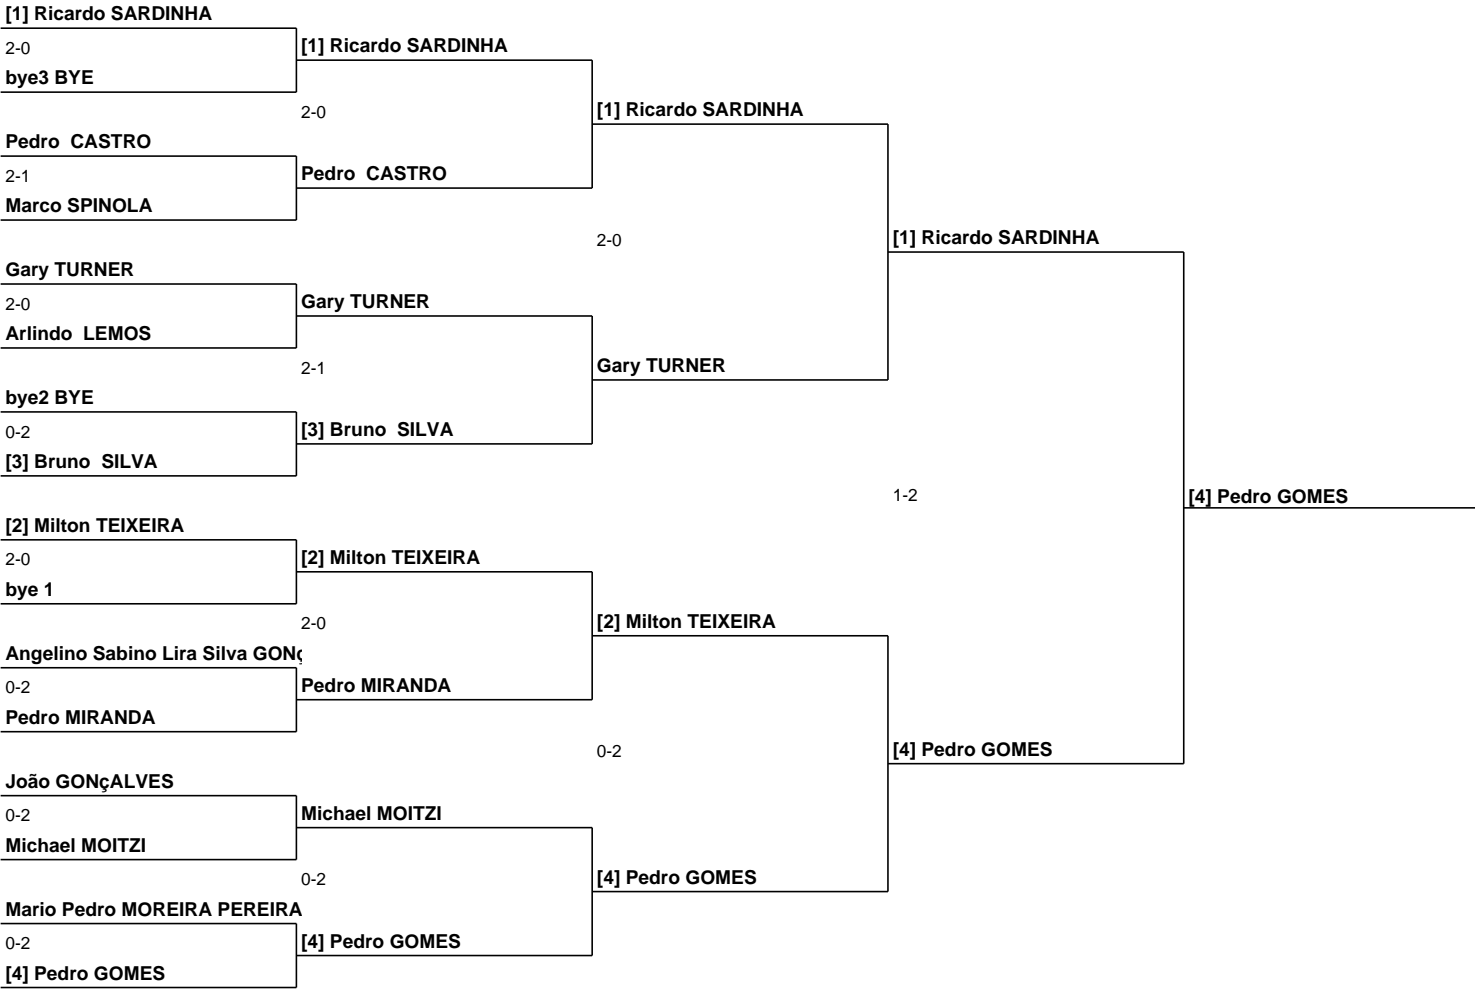 [1] Ricardo SARDINHA
2-0
bye3 BYE
Pedro  CASTRO
2-1
Marco SPINOLA
Gary TURNER
2-0
Arlindo  LEMOS
bye2 BYE
0-2
[3] Bruno  SILVA
[2] Milton TEIXEIRA
2-0
bye 1
Angelino Sabino Lira Silva GONç
0-2
Pedro MIRANDA
João GONçALVES
0-2
Michael MOITZI
Mario Pedro MOREIRA PEREIRA
0-2
[4] Pedro GOMES
[1] Ricardo SARDINHA
2-0
Pedro  CASTRO
Gary TURNER
2-1
[3] Bruno  SILVA
[2] Milton TEIXEIRA
2-0
Pedro MIRANDA
Michael MOITZI
0-2
[4] Pedro GOMES
[1] Ricardo SARDINHA
2-0
Gary TURNER
[2] Milton TEIXEIRA
0-2
[4] Pedro GOMES
[1] Ricardo SARDINHA
1-2
[4] Pedro GOMES
[4] Pedro GOMES